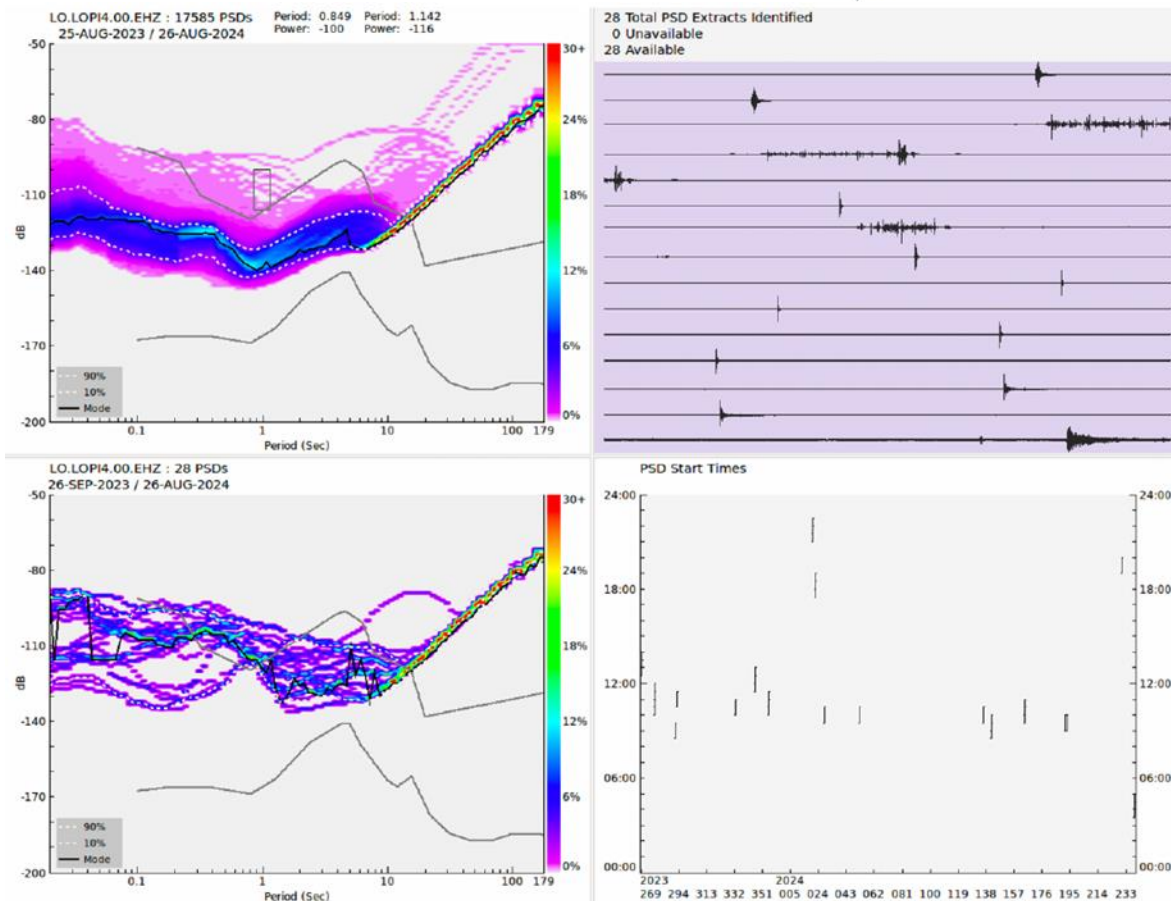 LO.LOPI4.00.EHZ : 17585 PSDs
25-AUG-2023 / 26-AUG-2024
Period: 0.849 Period: 1.142
Power: -100 Power: -116
-50
-80
-110
-140
-170
-200
dB
30+
24%
18%
12%
6%
0%
90%
10%
Mode
0.1 1 10 100 179
Period (Sec)
28 Total PSD Extracts Identified
0 Unavailable
28 Available
LO.LOPI4.00.EHZ : 28 PSDs
26-SEP-2023 / 26-AUG-2024
-50
-80
-110
-140
-170
-200
dB
30+
24%
18%
12%
6%
0%
90%
10%
Mode
0.1 1 10 100 179
Period (Sec)
PSD Start Times
24:00 24:00
18:00 18:00
12:00 12:00
06:00 06:00
00:00 00:00
2023 2024
269 294 313 332 351 005 024 043 062 081 100 119 138 157 176 195 214 233